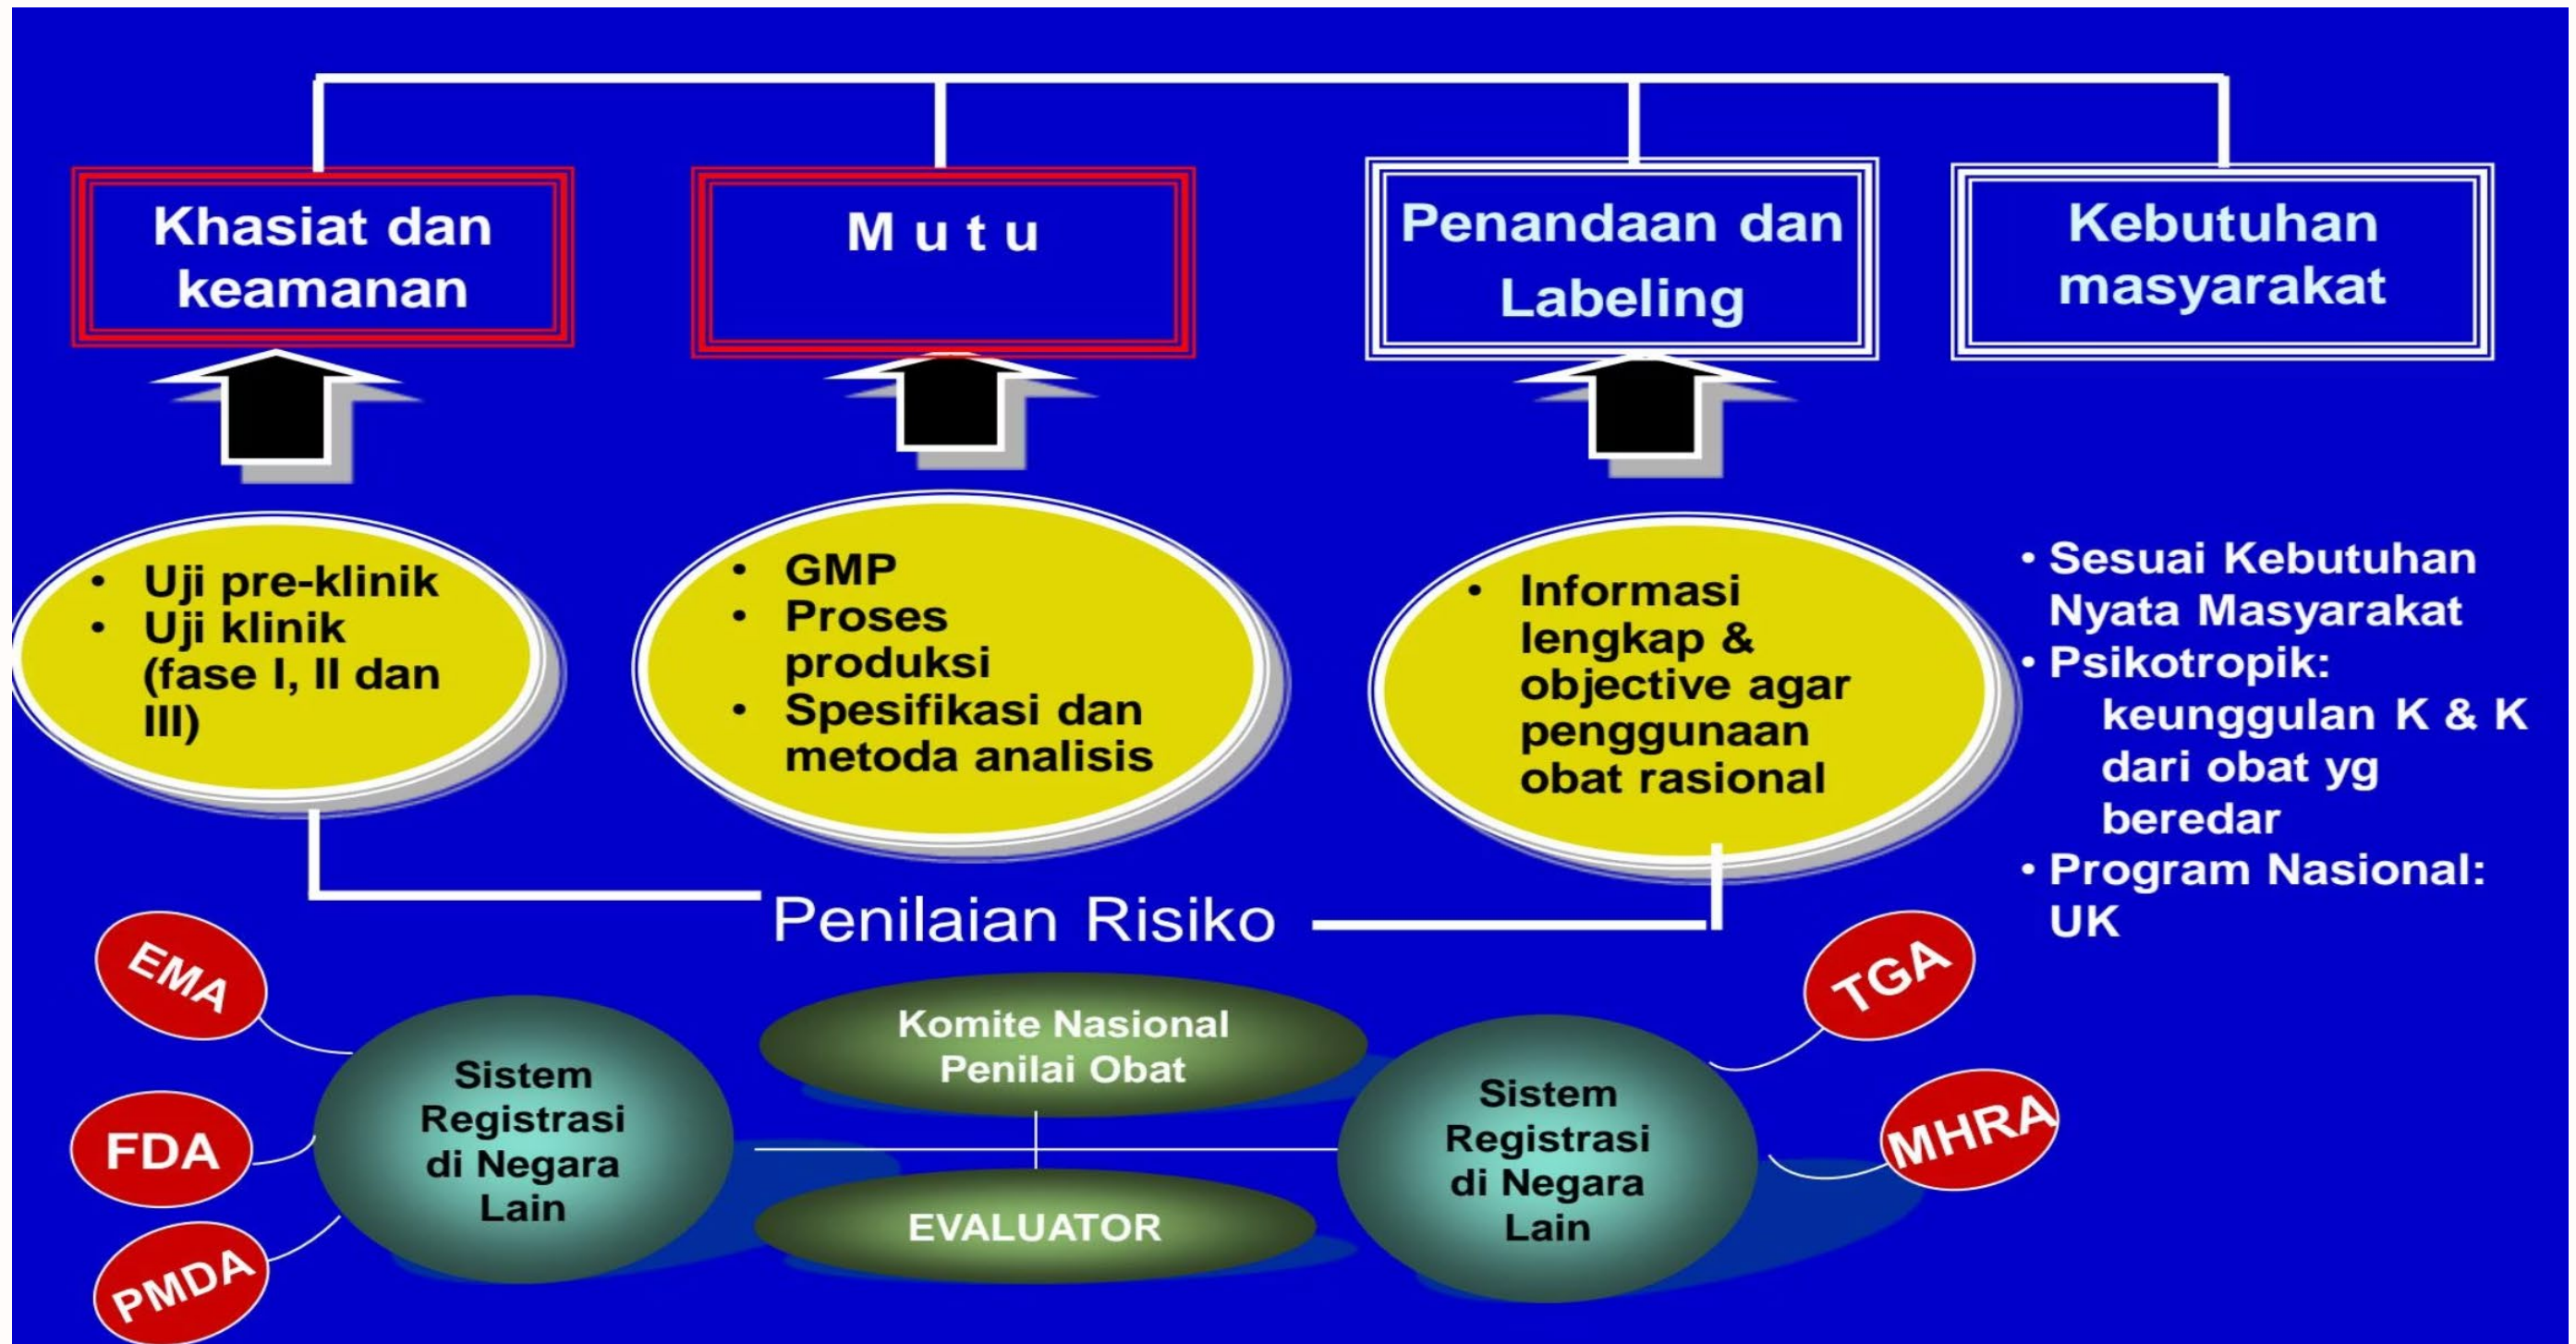 Khasiat dan
keamanan
M u t u
Penandaan dan
Labeling
Kebutuhan
masyarakat
• Uji pre-klinik
• Uji klinik
(fase I, II dan
III)
• GMP
• Proses
produksi
• Spesifikasi dan
metoda analisis
• Informasi
lengkap &
objective agar
penggunaan
obat rasional
• Sesuai Kebutuhan
Nyata Masyarakat
• Psikotropik:
keunggulan K & K
dari obat yg
beredar
• Program Nasional:
UK
Penilaian Risiko
EMA
FDA
PMDA
Sistem
Registrasi
di Negara
Lain
Komite Nasional
Penilai Obat
EVALUATOR
Sistem
Registrasi
di Negara
Lain
TGA
MHRA